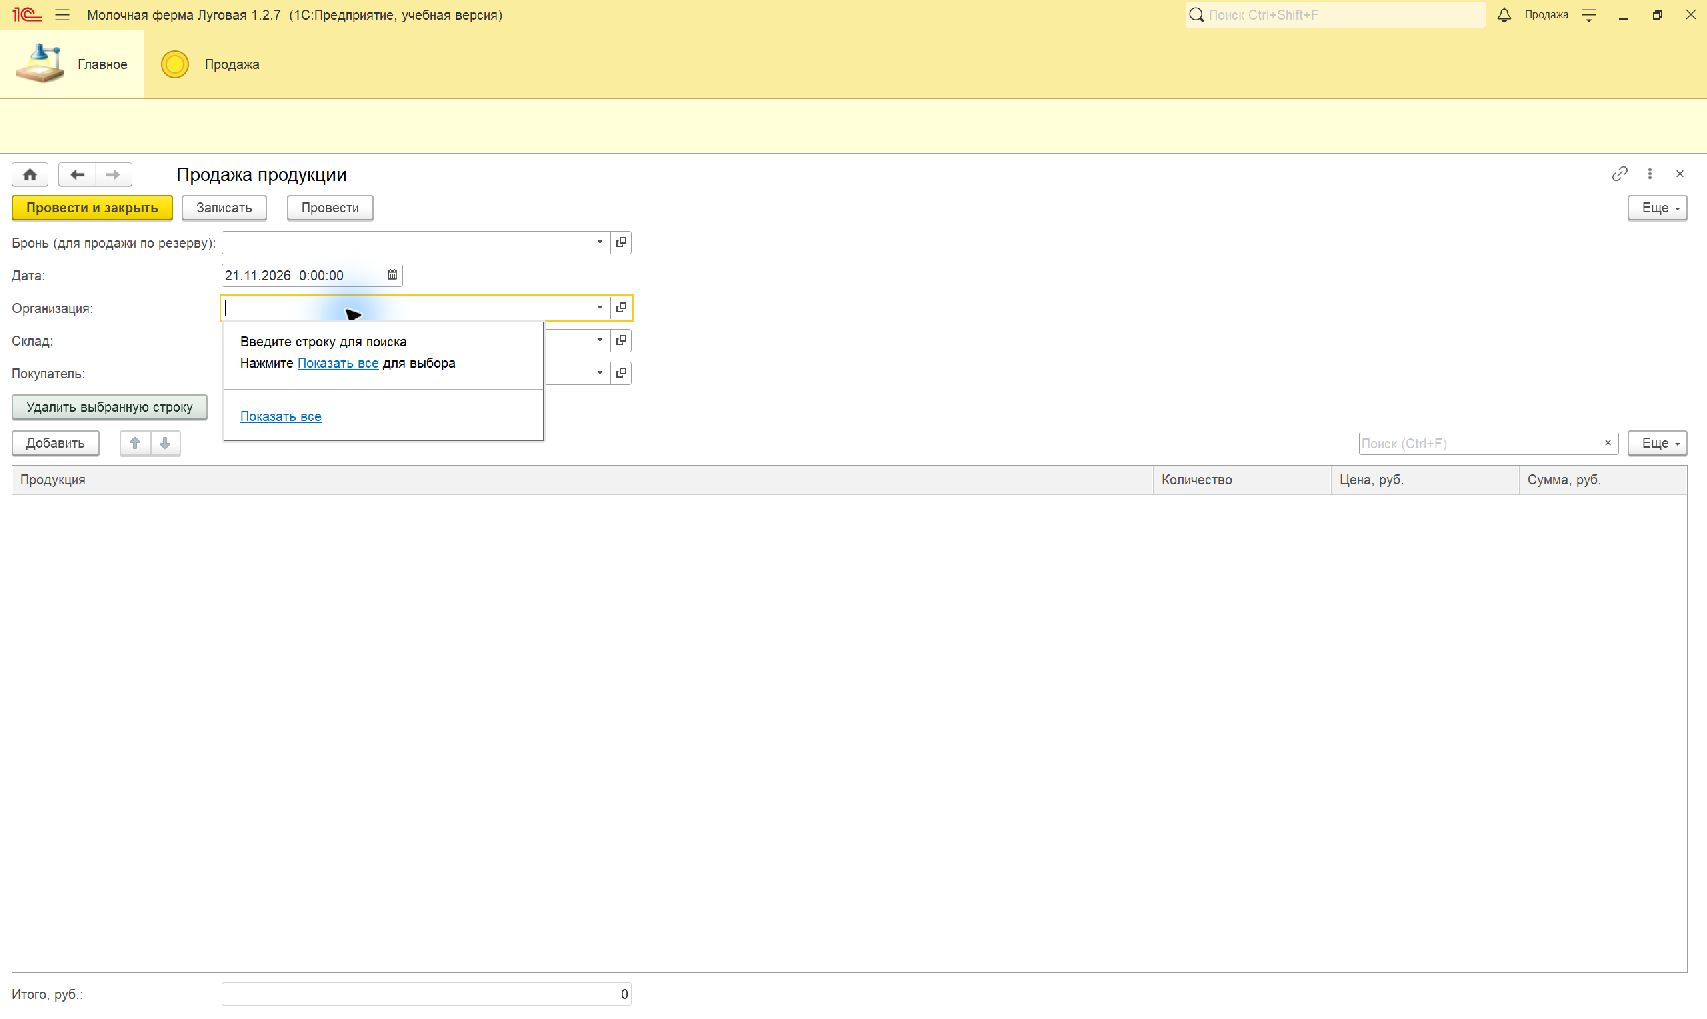 1С Молочная ферма Луговая 1.2.7 (1С:Предприятие, учебная версия) Поиск Ctrl+Shift+F Продажа
Главное Продажа
Продажа продукции
Провести и закрыть Записать Провести Еще
Бронь (для продажи по резерву):
Дата: 21.11.2026 0:00:00
Организация:
Введите строку для поиска
Склад:
Нажмите Показать все для выбора
Покупатель:
Удалить выбранную строку
Показать все
Добавить Поиск (Ctrl+F) × Еще
Продукция Количество Цена, руб. Сумма, руб.
Итого, руб.: 0